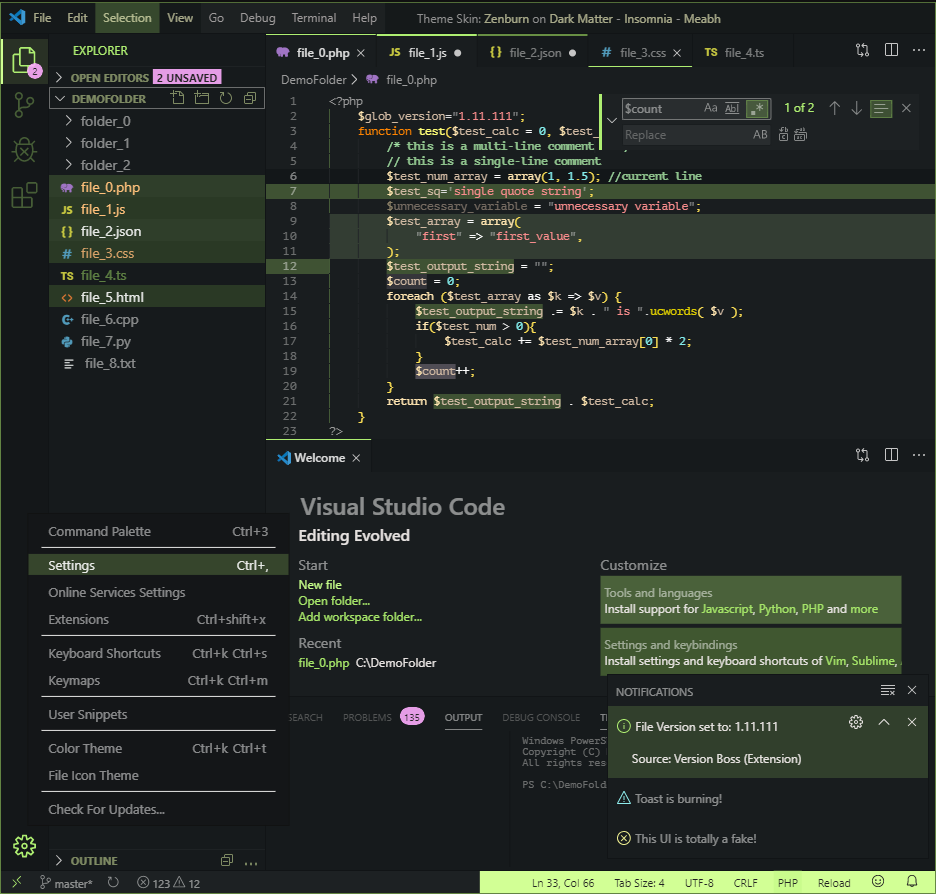 File Edit Selection View Go Debug Terminal Help Theme Skin: Zenburn on Dark Matter - Insomnia - Meabh
2
EXPLORER
OPEN EDITORS 2 UNSAVED
DEMOFOLDER
folder_0
folder_1
folder_2
file_0.php
JS file_1.js
{} file_2.json
# file_3.css
TS file_4.ts
<> file_5.html
file_6.cpp
file_7.py
file_8.txt
file_0.php JS file_1.js {} file_2.json # file_3.css TS file_4.ts
DemoFolder > file_0.php
$count Aa Abl .* 1 of 2
Replace AB
1 <?php
2 $glob_version="1.11.111";
3 function test($test_calc = 0, $test_
4 /* this is a multi-line comment
5 // this is a single-line comment
6 $test_num_array = array(1, 1.5); //current line
7 $test_sq='single quote string';
8 $unnecessary_variable = "unnecessary variable";
9 $test_array = array(
10 "first" => "first_value",
11 );
12 $test_output_string = "";
13 $count = 0;
14 foreach ($test_array as $k => $v) {
15 $test_output_string .= $k . " is ".ucwords( $v );
16 if($test_num > 0){
17 $test_calc += $test_num_array[0] * 2;
18 }
19 $count++;
20 }
21 return $test_output_string . $test_calc;
22 }
23 ?>
Welcome
Visual Studio Code
Editing Evolved
Start
New file
Open folder...
Add workspace folder...
Recent
file_0.php C:\DemoFolder
Customize
Tools and languages
Install support for Javascript, Python, PHP and more
Settings and keybindings
Install settings and keyboard shortcuts of Vim, Sublime,
Command Palette Ctrl+3
Settings Ctrl+,
Online Services Settings
Extensions Ctrl+shift+x
Keyboard Shortcuts Ctrl+k Ctrl+s
Keymaps Ctrl+k Ctrl+m
User Snippets
Color Theme Ctrl+k Ctrl+t
File Icon Theme
Check For Updates...
SEARCH PROBLEMS 135 OUTPUT DEBUG CONSOLE
Windows PowerS
Copyright (C)
All rights res
PS C:\DemoFold
NOTIFICATIONS
File Version set to: 1.11.111
Source: Version Boss (Extension)
Toast is burning!
This UI is totally a fake!
OUTLINE
master* 123 12 Ln 33, Col 66 Tab Size: 4 UTF-8 CRLF PHP Reload